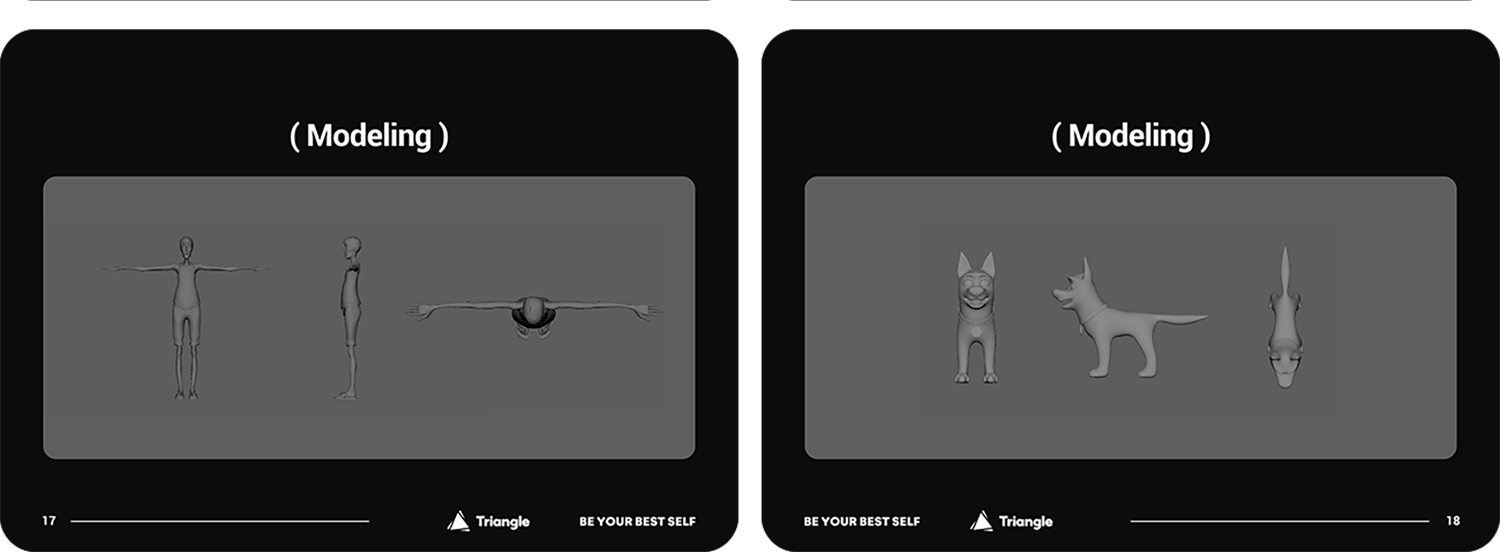 ( Modeling )
17
Triangle
BE YOUR BEST SELF
( Modeling )
BE YOUR BEST SELF
Triangle
18